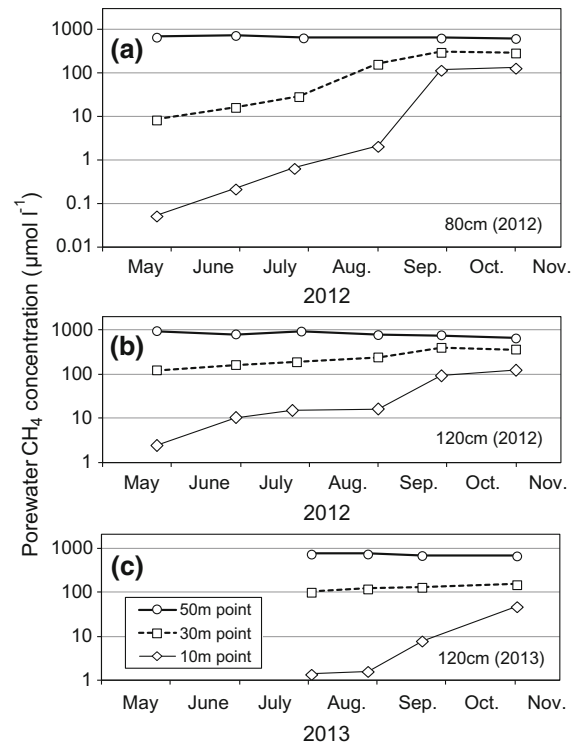 Porewater CH4 concentration (µmol l-1)
(a)
1000
100
10
1
0.1
0.01
80cm (2012)
May June July Aug. Sep. Oct. Nov.
2012
(b)
1000
100
10
1
120cm (2012)
May June July Aug. Sep. Oct. Nov.
2012
(c)
1000
100
10
1
50m point
30m point
10m point
120cm (2013)
May June July Aug. Sep. Oct. Nov.
2013